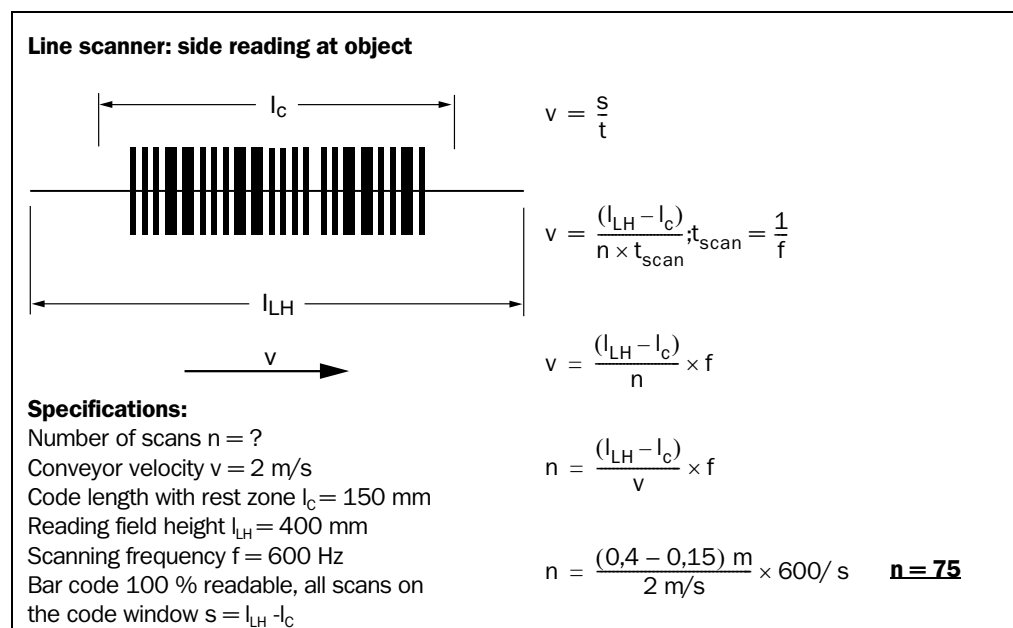 Line scanner: side reading at object
l_c
l_LH
v
Specifications:
Number of scans n = ?
Conveyor velocity v = 2 m/s
Code length with rest zone l_C = 150 mm
Reading field height l_LH = 400 mm
Scanning frequency f = 600 Hz
Bar code 100 % readable, all scans on
the code window s = l_LH -l_C
v = s/t
v = (l_LH – l_c)/(n × t_scan);t_scan = 1/f
v = (l_LH – l_c)/n × f
n = (l_LH – l_c)/v × f
n = (0,4 – 0,15) m/2 m/s × 600/ s n = 75